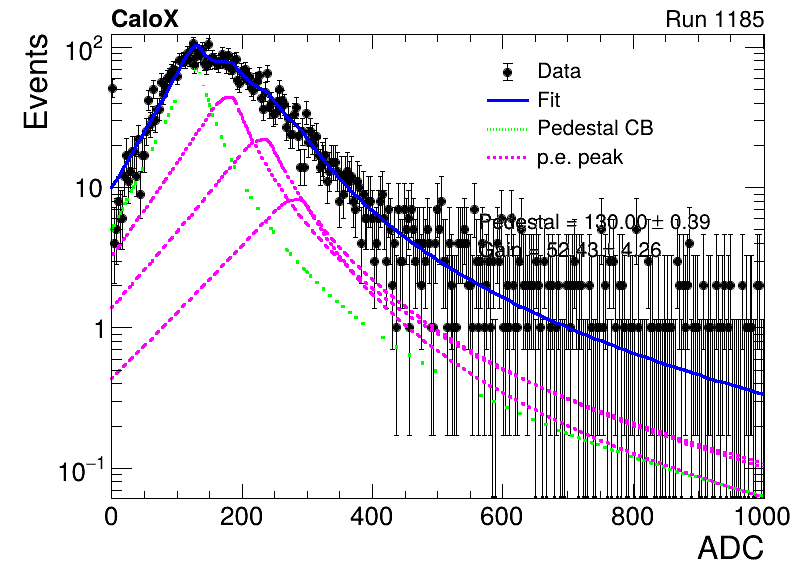 CaloX Run 1185
Events
10²
10
1
10⁻¹
Data
Fit
Pedestal CB
p.e. peak
Pedestal = 130.00 ± 0.39
Gain = 52.43 ± 4.26
0 200 400 600 800 1000
ADC